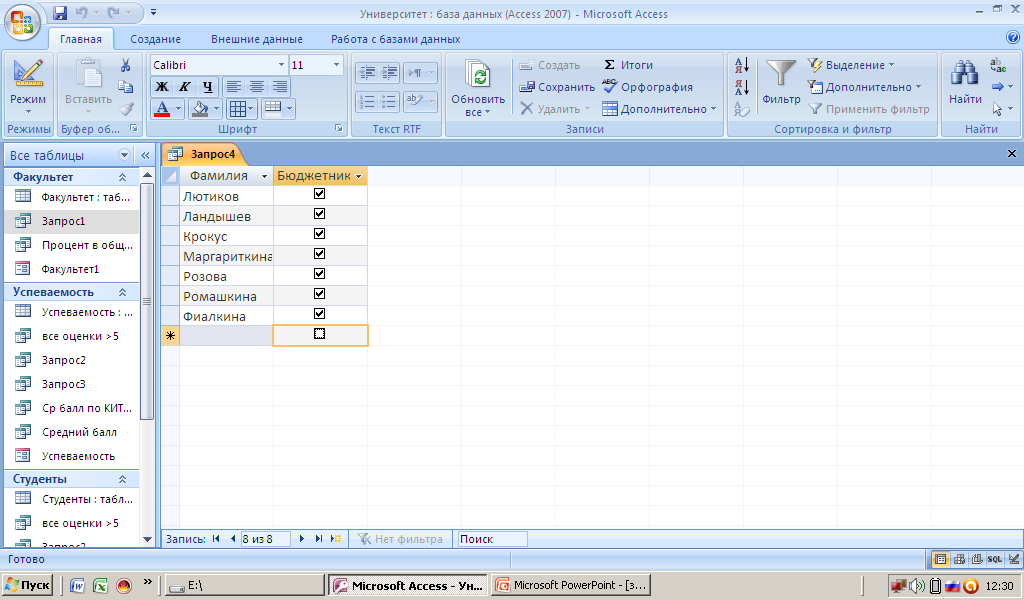 Университет : база данных (Access 2007) - Microsoft Access
Главная Создание Внешние данные Работа с базами данных
Calibri 11
Режим Вставить Ж К Ч Обновить все Создать Сохранить Удалить Σ Итоги Орфография Дополнительно Фильтр Выделение Дополнительно Применить фильтр Найти
Режимы Буфер об... Шрифт Текст RTF Записи Сортировка и фильтр Найти
Все таблицы «
Запрос4
Факультет
Факультет : таб...
Запрос1
Процент в общ...
Факультет1
Успеваемость
Успеваемость : ...
все оценки >5
Запрос2
Запрос3
Ср балл по КИТ...
Средний балл
Успеваемость
Студенты
Студенты : табл...
все оценки >5
Запрос2
Фамилия Бюджетник
Лютиков
Ландышев
Крокус
Маргариткина
Розова
Ромашкина
Фиалкина
Запись: 8 из 8 Нет фильтра Поиск
Готово SQL
Пуск » E:\ Microsoft Access - Ун... Microsoft PowerPoint - [з... 12:30